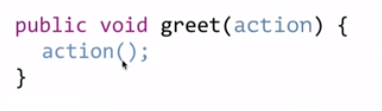 public void greet(action) {
action();
}